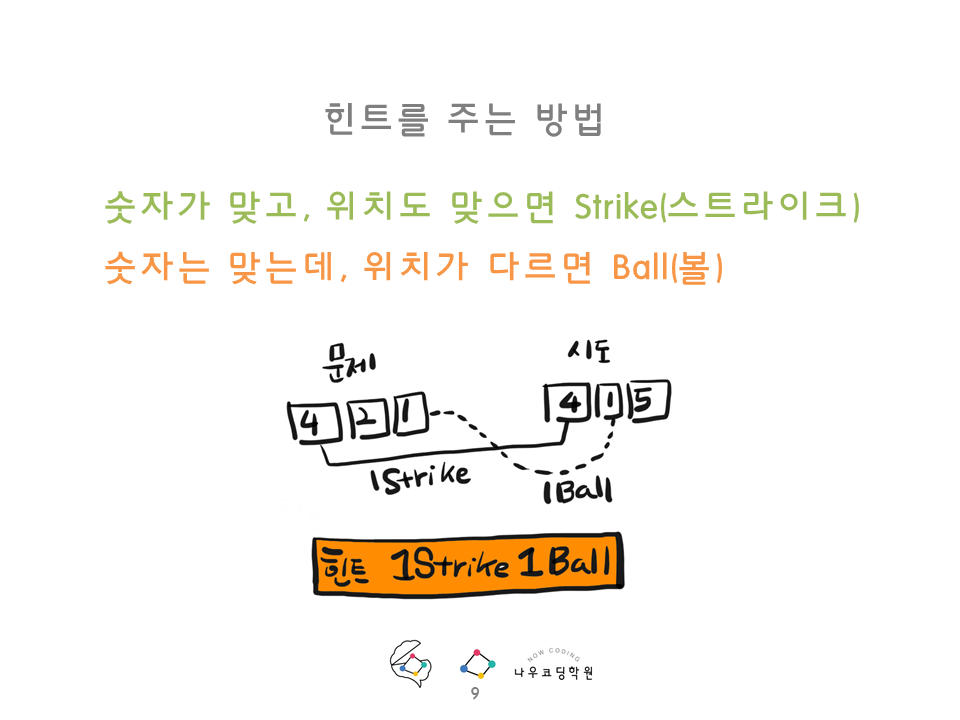 힌트를 주는 방법
숫자가 맞고, 위치도 맞으면 Strike(스트라이크)
숫자는 맞는데, 위치가 다르면 Ball(볼)
문제
시도
4 2 1
4 1 5
1Strike
1Ball
힌트 1Strike 1Ball
NOW CODING
나우코딩학원
9